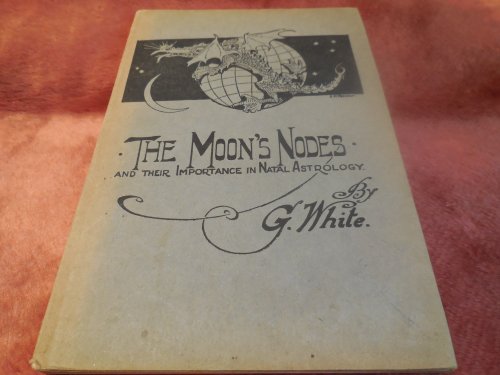 · THE MOON'S NODES ·
AND THEIR IMPORTANCE IN NATAL ASTROLOGY.
By
G. White.